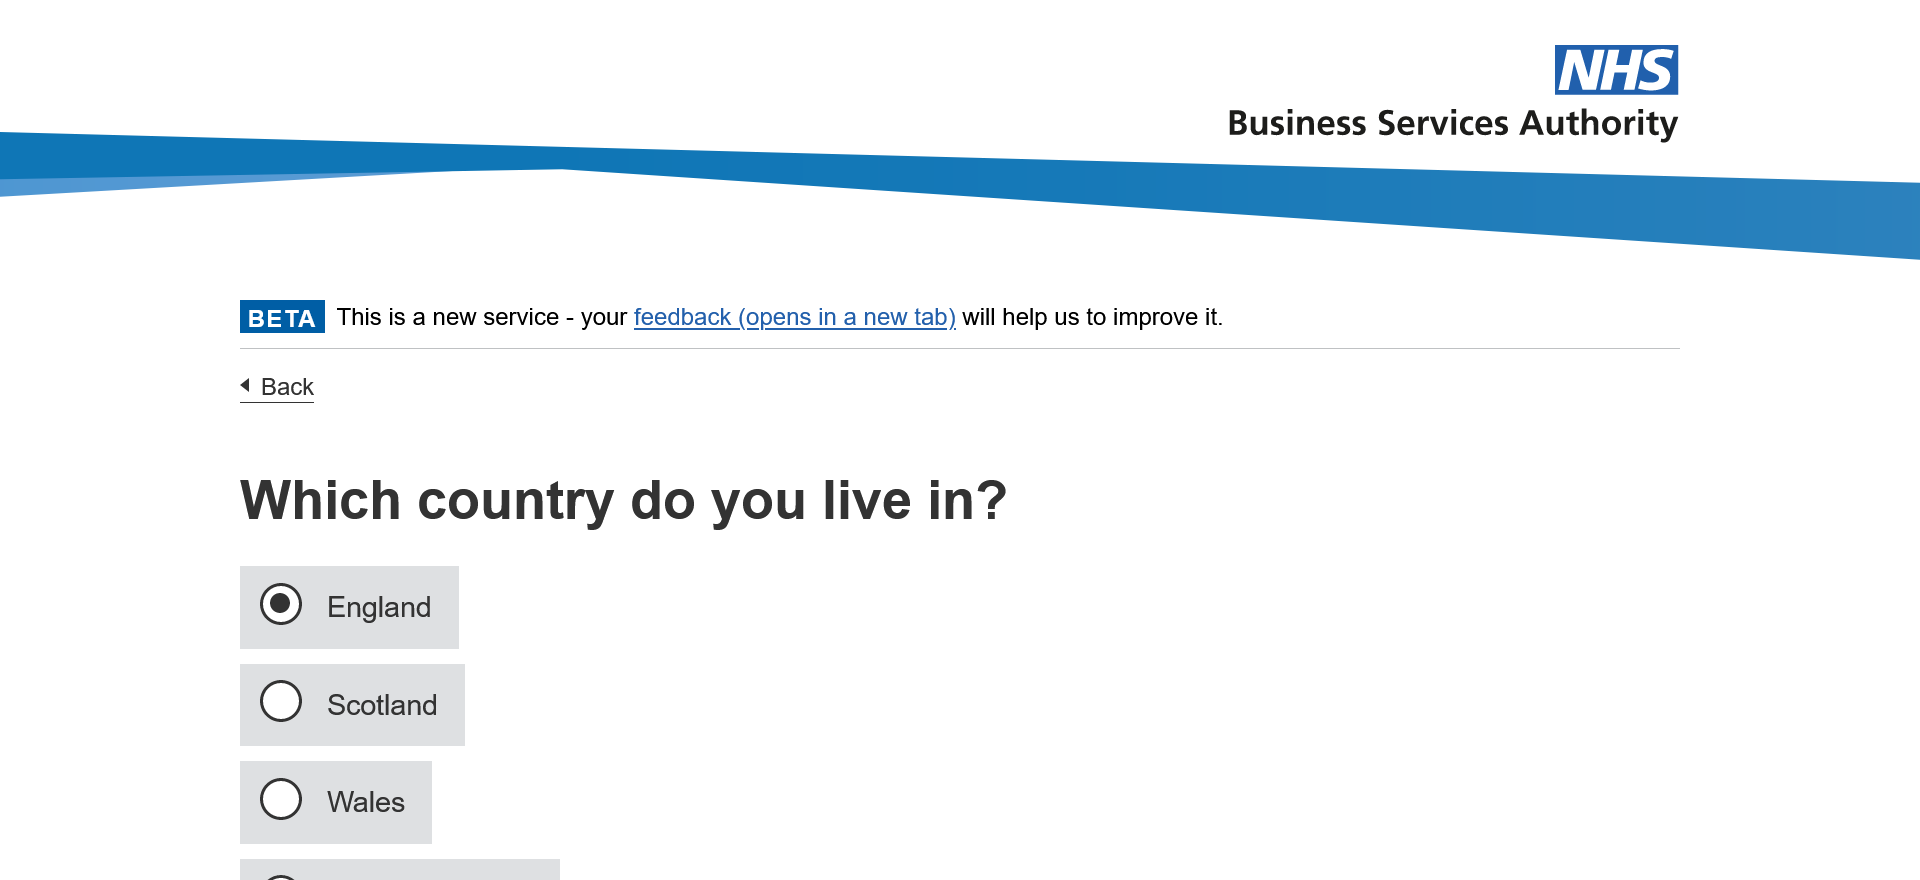 NHS
Business Services Authority
BETA This is a new service - your feedback (opens in a new tab) will help us to improve it.
Back
Which country do you live in?
England
Scotland
Wales